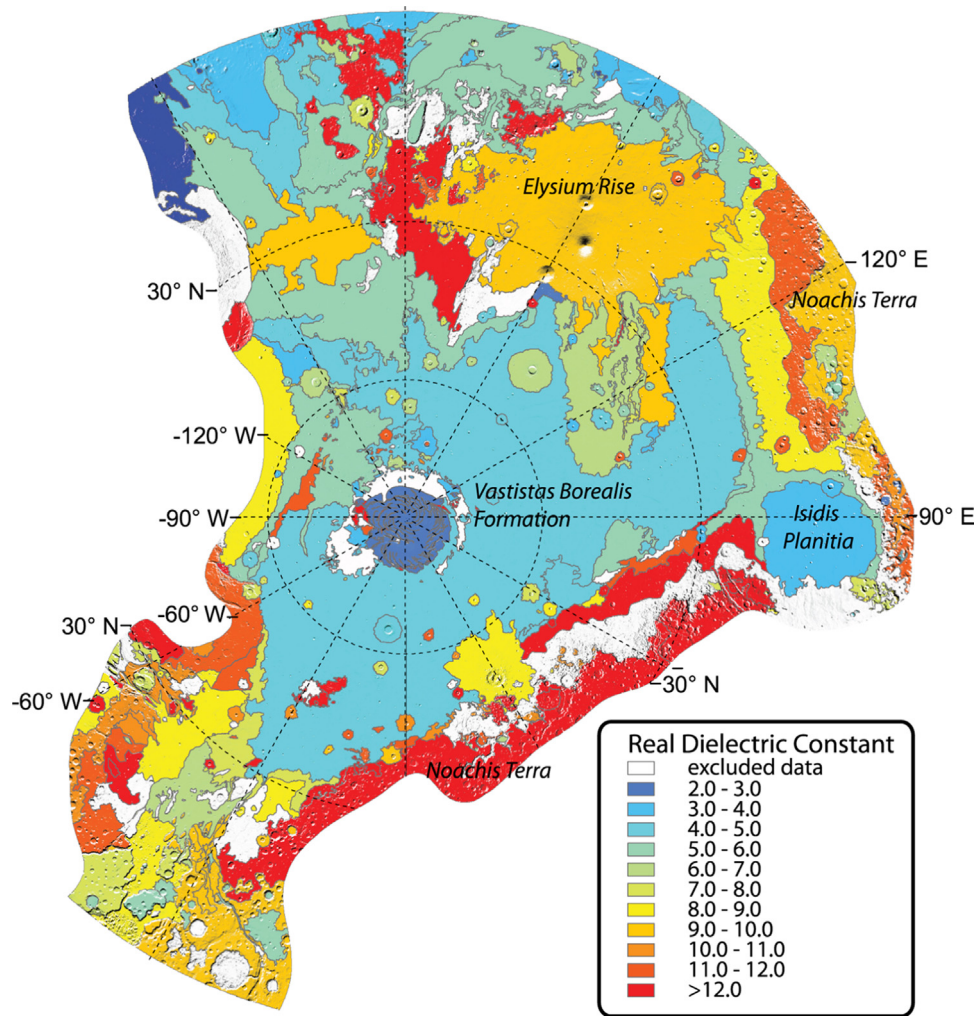 Elysium Rise
120° E
30° N
Noachis Terra
-120° W
Vastistas Borealis
Formation
-90° W
Isidis
Planitia
90° E
-60° W
30° N
-60° W
30° N
Noachis Terra
Real Dielectric Constant
excluded data
2.0 - 3.0
3.0 - 4.0
4.0 - 5.0
5.0 - 6.0
6.0 - 7.0
7.0 - 8.0
8.0 - 9.0
9.0 - 10.0
10.0 - 11.0
11.0 - 12.0
>12.0